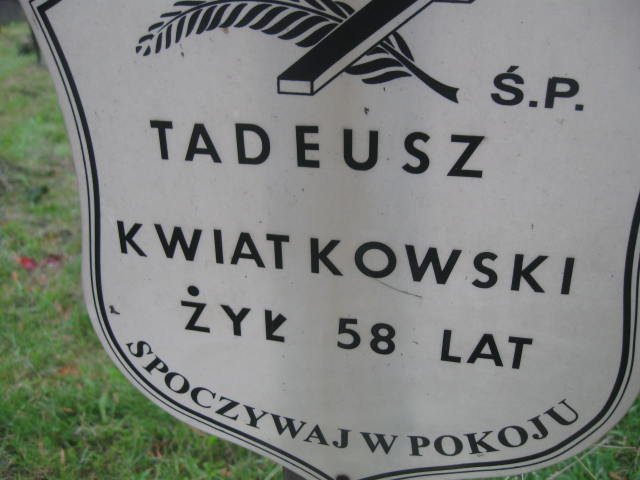 Ś.P.
TADEUSZ
KWIATKOWSKI
ŻYŁ 58 LAT
SPOCZYWAJ W POKOJU